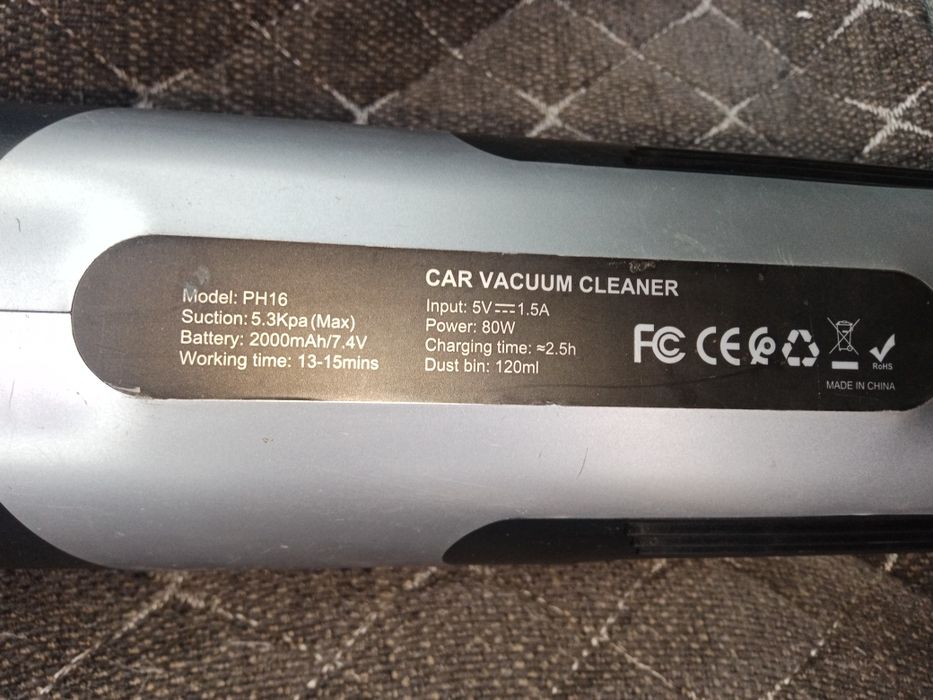 CAR VACUUM CLEANER
Model: PH16
Suction: 5.3Kpa (Max)
Battery: 2000mAh/7.4V
Working time: 13-15mins
Input: 5V⎓1.5A
Power: 80W
Charging time: ≈2.5h
Dust bin: 120ml
FC CE
RoHS
MADE IN CHINA